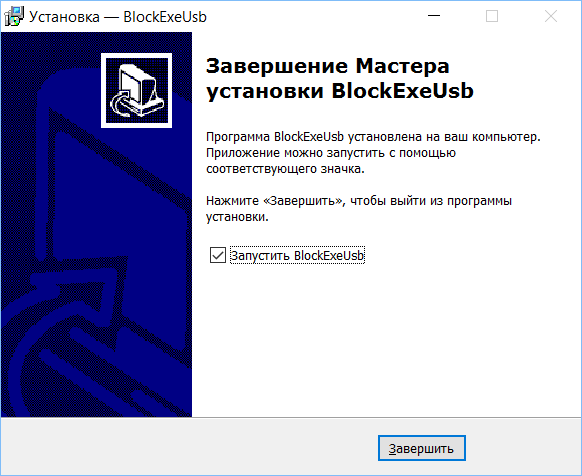 Установка — BlockExeUsb
Завершение Мастера
установки BlockExeUsb
Программа BlockExeUsb установлена на ваш компьютер.
Приложение можно запустить с помощью
соответствующего значка.
Нажмите «Завершить», чтобы выйти из программы
установки.
Запустить BlockExeUsb
Завершить